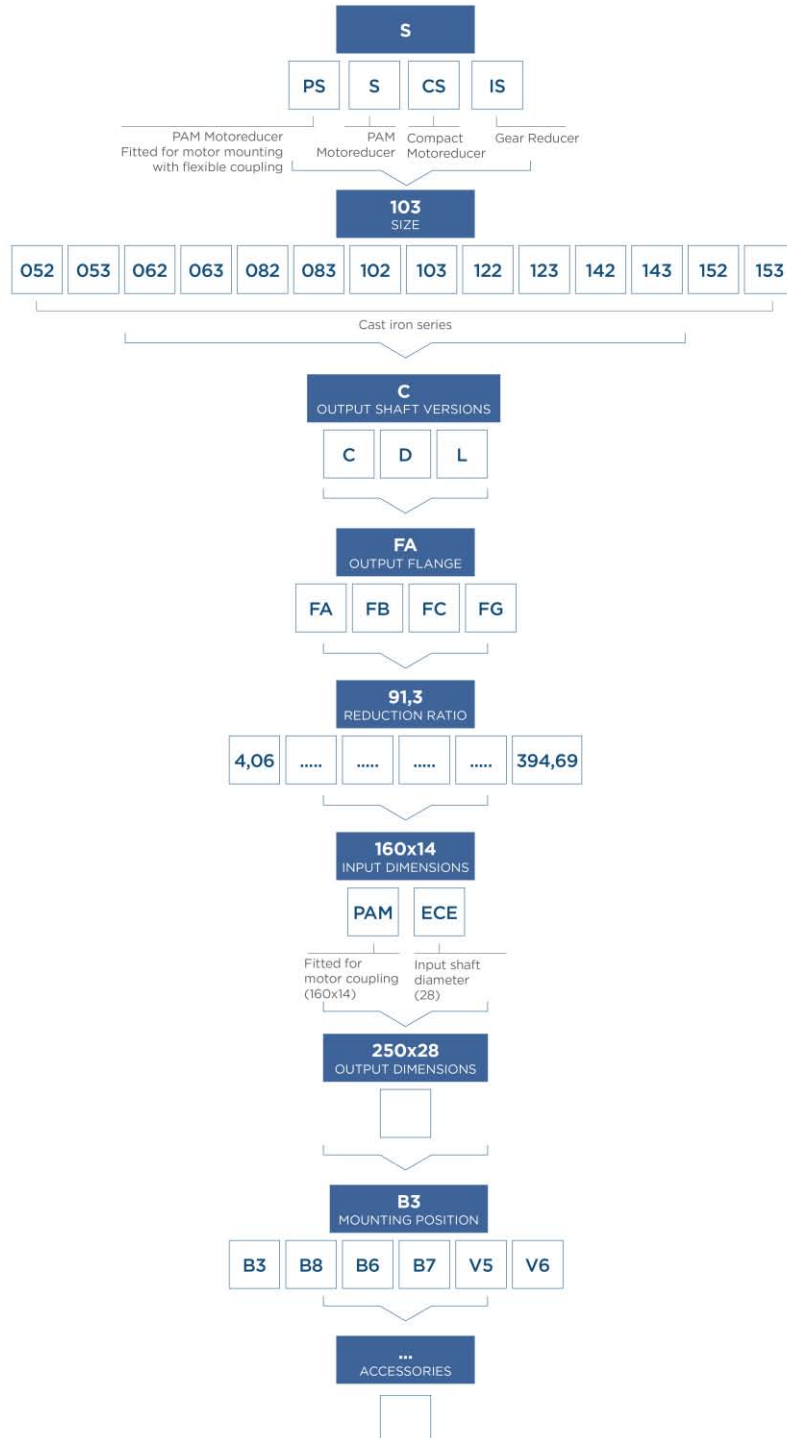 S
PS S CS IS
PAM Motoreducer
Fitted for motor mounting
with flexible coupling
PAM
Motoreducer
Compact
Motoreducer
Gear Reducer
103
SIZE
052 053 062 063 082 083 102 103 122 123 142 143 152 153
Cast iron series
C
OUTPUT SHAFT VERSIONS
C D L
FA
OUTPUT FLANGE
FA FB FC FG
91,3
REDUCTION RATIO
4,06 ..... ..... ..... ..... 394,69
160x14
INPUT DIMENSIONS
PAM ECE
Fitted for
motor coupling
(160x14)
Input shaft
diameter
(28)
250x28
OUTPUT DIMENSIONS
B3
MOUNTING POSITION
B3 B8 B6 B7 V5 V6
...
ACCESSORIES